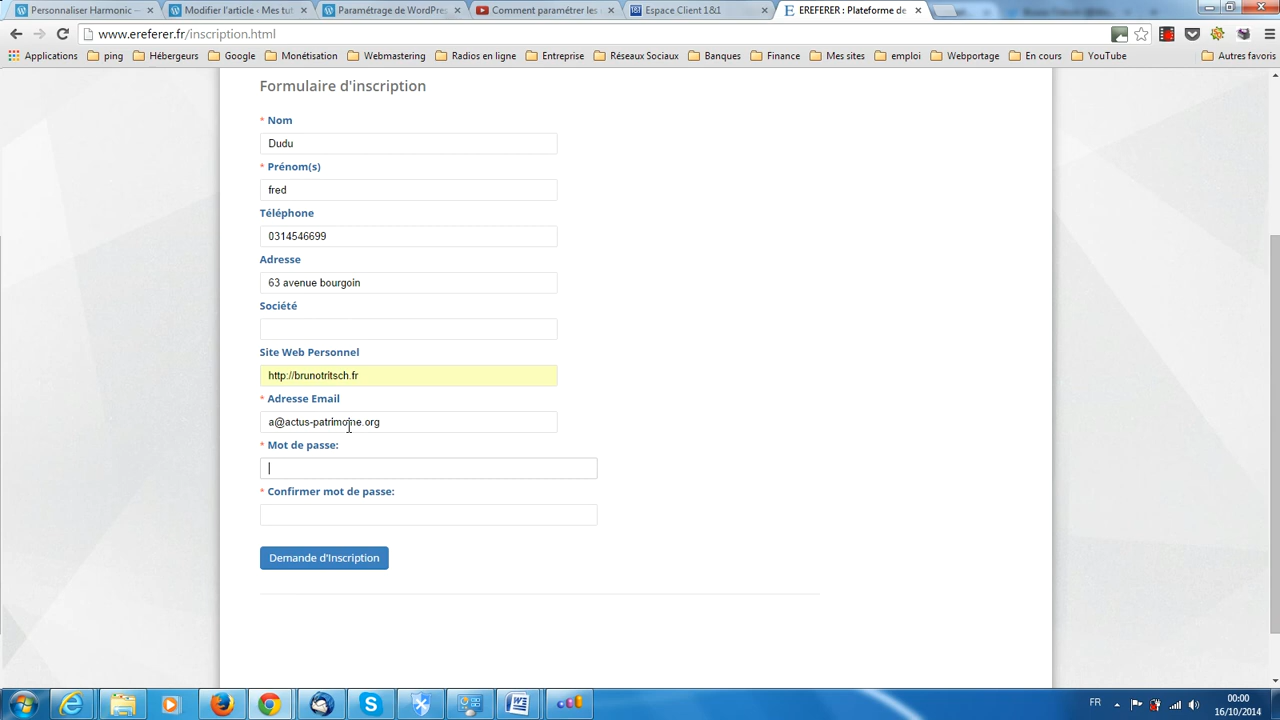 Personnaliser Harmonic —
Modifier l'article ‹ Mes tut
Paramétrage de WordPres
Comment paramétrer les
Espace Client 1&1
EREFERER : Plateforme de
www.ereferer.fr/inscription.html
Applications
ping
Hébergeurs
Google
Monétisation
Webmastering
Radios en ligne
Entreprise
Réseaux Sociaux
Banques
Finance
Mes sites
emploi
Webportage
En cours
YouTube
Autres favoris
Formulaire d'inscription
* Nom
Dudu
* Prénom(s)
fred
Téléphone
0314546699
Adresse
63 avenue bourgoin
Société
Site Web Personnel
http://brunotritsch.fr
* Adresse Email
a@actus-patrimoine.org
* Mot de passe:
* Confirmer mot de passe:
Demande d'Inscription
FR
00:00
16/10/2014